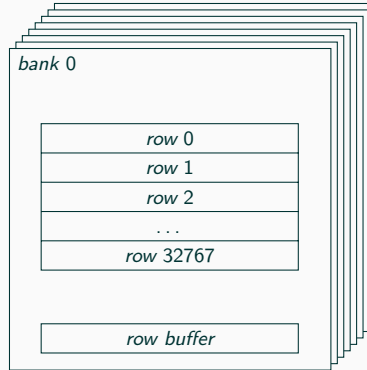 bank 0
row 0
row 1
row 2
...
row 32767
row buffer